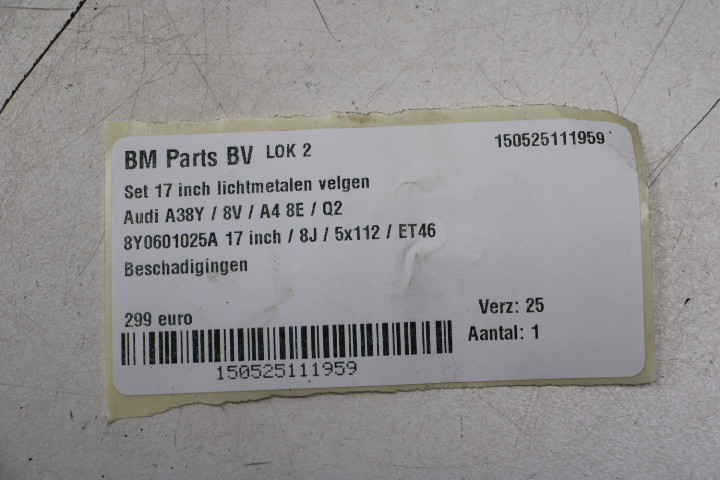 BM Parts BV LOK 2 150525111959
Set 17 inch lichtmetalen velgen
Audi A38Y / 8V / A4 8E / Q2
8Y0601025A 17 inch / 8J / 5x112 / ET46
Beschadigingen
299 euro Verz: 25
Aantal: 1
150525111959